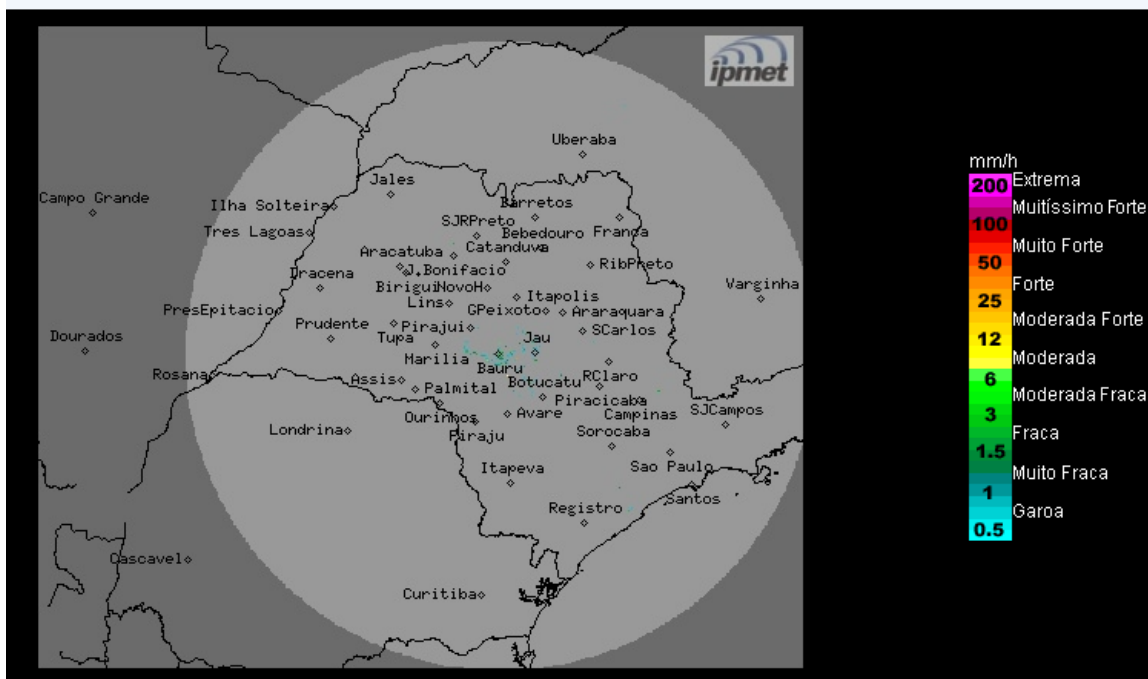 ipmet
Uberaba
Jales
Campo Grande
Ilha Solteira
Barretos
SJRPreto
Tres Lagoas
Bebedouro
Franca
Aracatuba
Catanduva
Dracena
J.Bonifacio
RibPreto
Varginha
Birigui
NovoH
Itapolis
Lins
PresEpitacio
GPeixoto
Araraquara
Prudente
Pirajui
SCarlos
Dourados
Tupa
Jau
Marilia
Bauru
Rosana
Assis
Botucatu
RClaro
Palmital
Piracicaba
Ourinhos
Avare
Campinas
SJCampos
Londrina
Piraju
Sorocaba
Itapeva
Sao Paulo
Santos
Registro
Cascavel
Curitiba
mm/h
200 Extrema
Muitíssimo Forte
100
Muito Forte
50
Forte
25
Moderada Forte
12
Moderada
6
Moderada Fraca
3
Fraca
1.5
Muito Fraca
1
Garoa
0.5